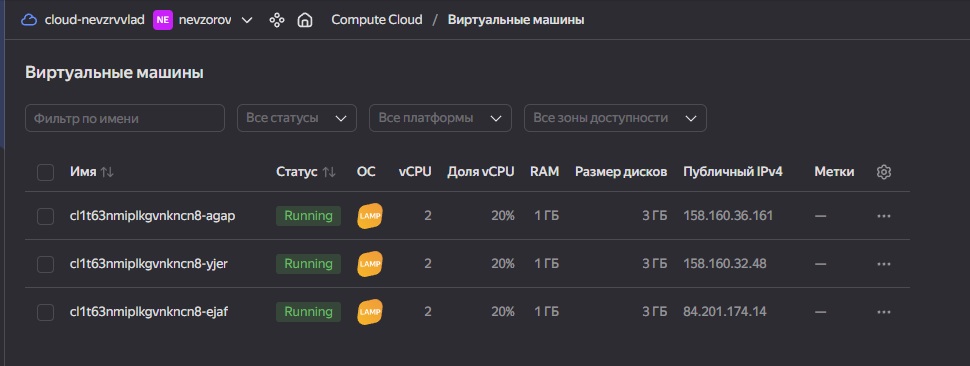 cloud-nevzrvvlad NE nevzorov Compute Cloud / Виртуальные машины
Виртуальные машины
Фильтр по имени Все статусы Все платформы Все зоны доступности
Имя Статус ОС vCPU Доля vCPU RAM Размер дисков Публичный IPv4 Метки
cl1t63nmiplkgvnkncn8-agap Running LAMP 2 20% 1 ГБ 3 ГБ 158.160.36.161 —
cl1t63nmiplkgvnkncn8-yjer Running LAMP 2 20% 1 ГБ 3 ГБ 158.160.32.48 —
cl1t63nmiplkgvnkncn8-ejaf Running LAMP 2 20% 1 ГБ 3 ГБ 84.201.174.14 —